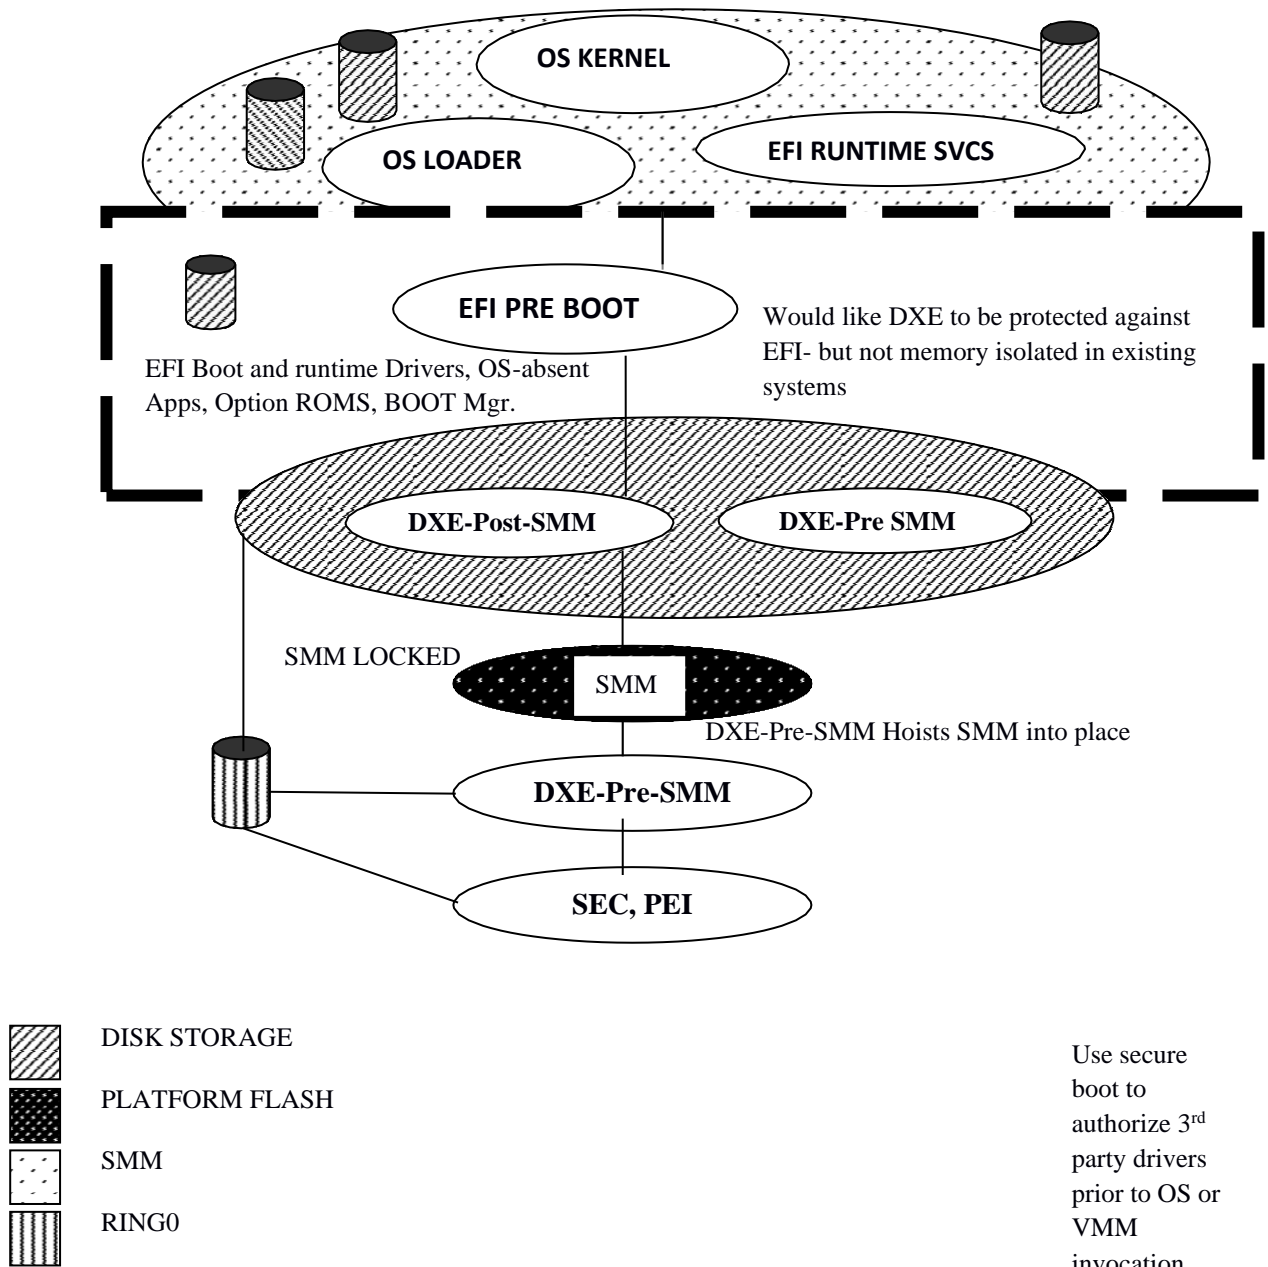 OS KERNEL
OS LOADER
EFI RUNTIME SVCS
EFI PRE BOOT
Would like DXE to be protected against
EFI- but not memory isolated in existing
systems
EFI Boot and runtime Drivers, OS-absent
Apps, Option ROMS, BOOT Mgr.
DXE-Post-SMM
DXE-Pre SMM
SMM LOCKED
SMM
DXE-Pre-SMM Hoists SMM into place
DXE-Pre-SMM
SEC, PEI
DISK STORAGE
PLATFORM FLASH
SMM
RING0
Use secure
boot to
authorize 3rd
party drivers
prior to OS or
VMM
invocation